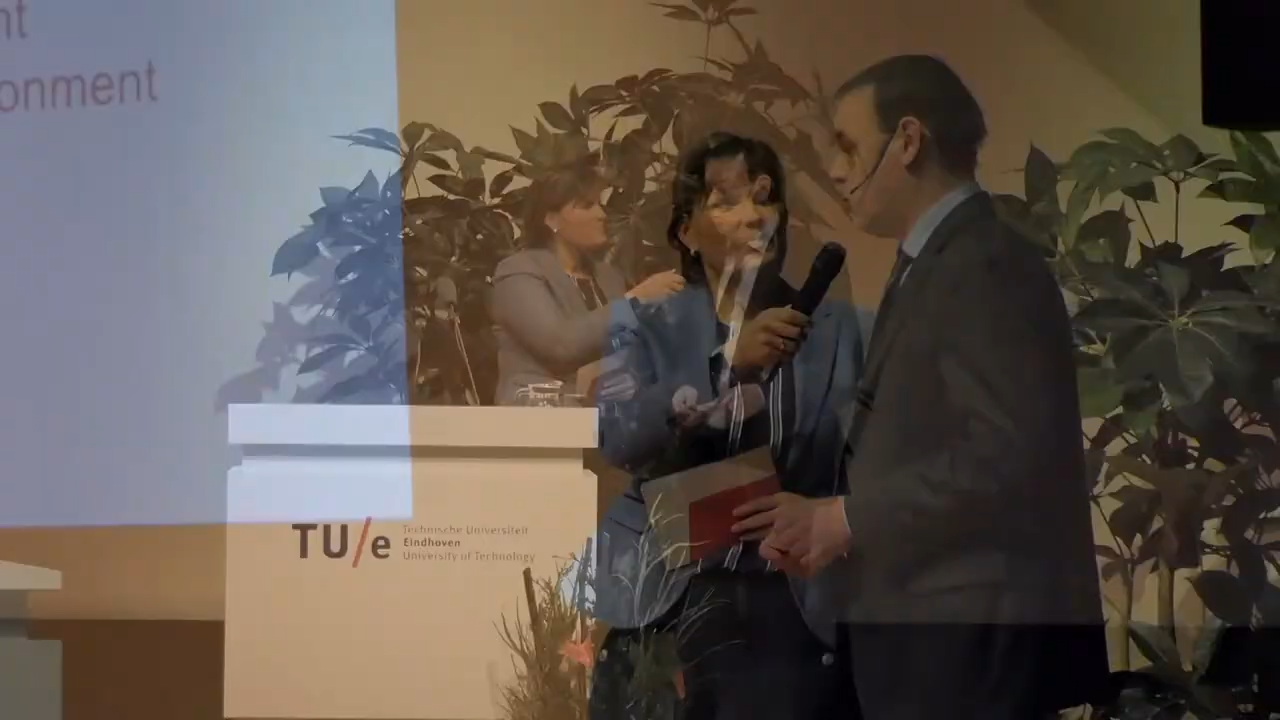 nt
onment
TU/e
Technische Universiteit
Eindhoven
University of Technology